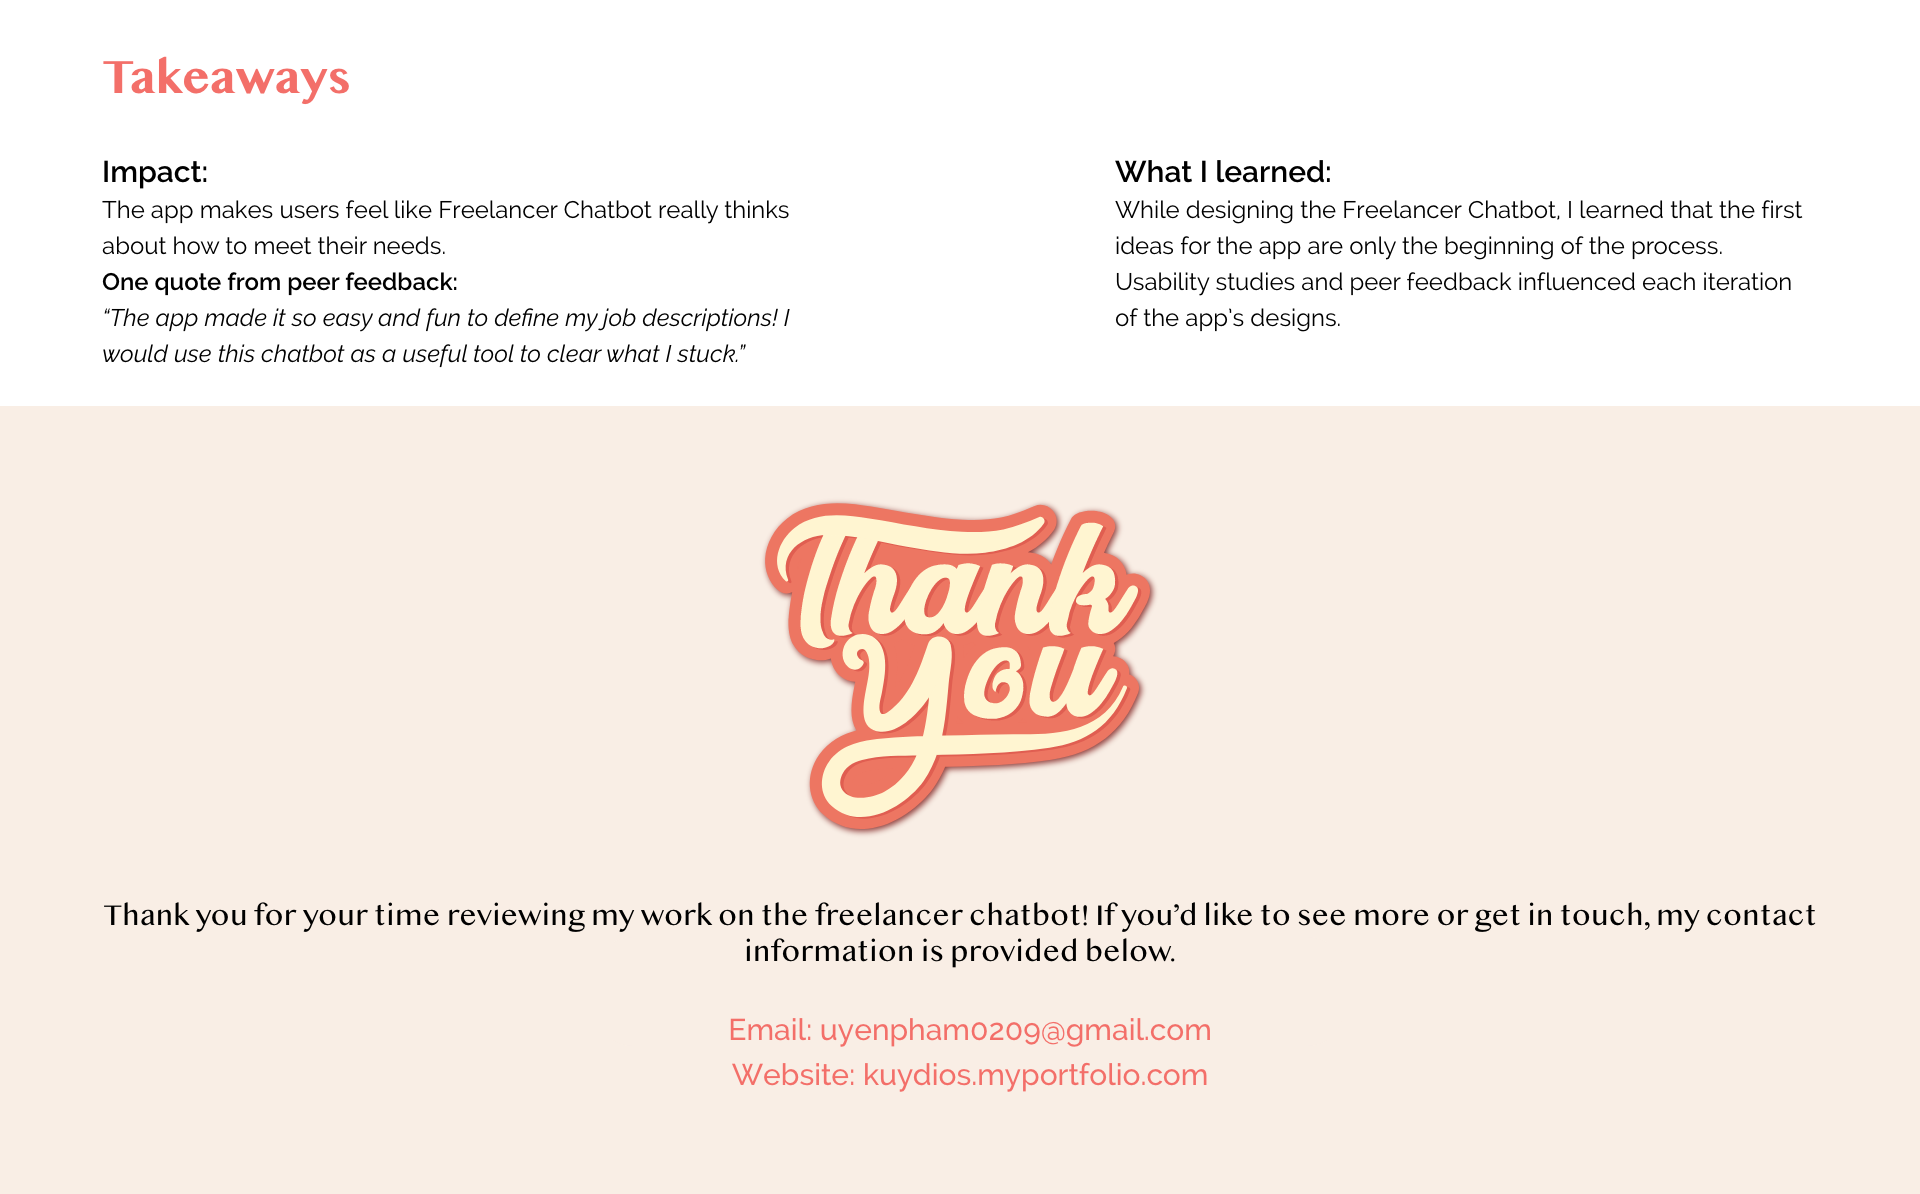 Takeaways
Impact:
The app makes users feel like Freelancer Chatbot really thinks
about how to meet their needs.
One quote from peer feedback:
“The app made it so easy and fun to define my job descriptions! I
would use this chatbot as a useful tool to clear what I stuck.”
What I learned:
While designing the Freelancer Chatbot, I learned that the first
ideas for the app are only the beginning of the process.
Usability studies and peer feedback influenced each iteration
of the app's designs.
Thank
You
Thank you for your time reviewing my work on the freelancer chatbot! If you’d like to see more or get in touch, my contact
information is provided below.
Email: uyenpham0209@gmail.com
Website: kuydios.myportfolio.com